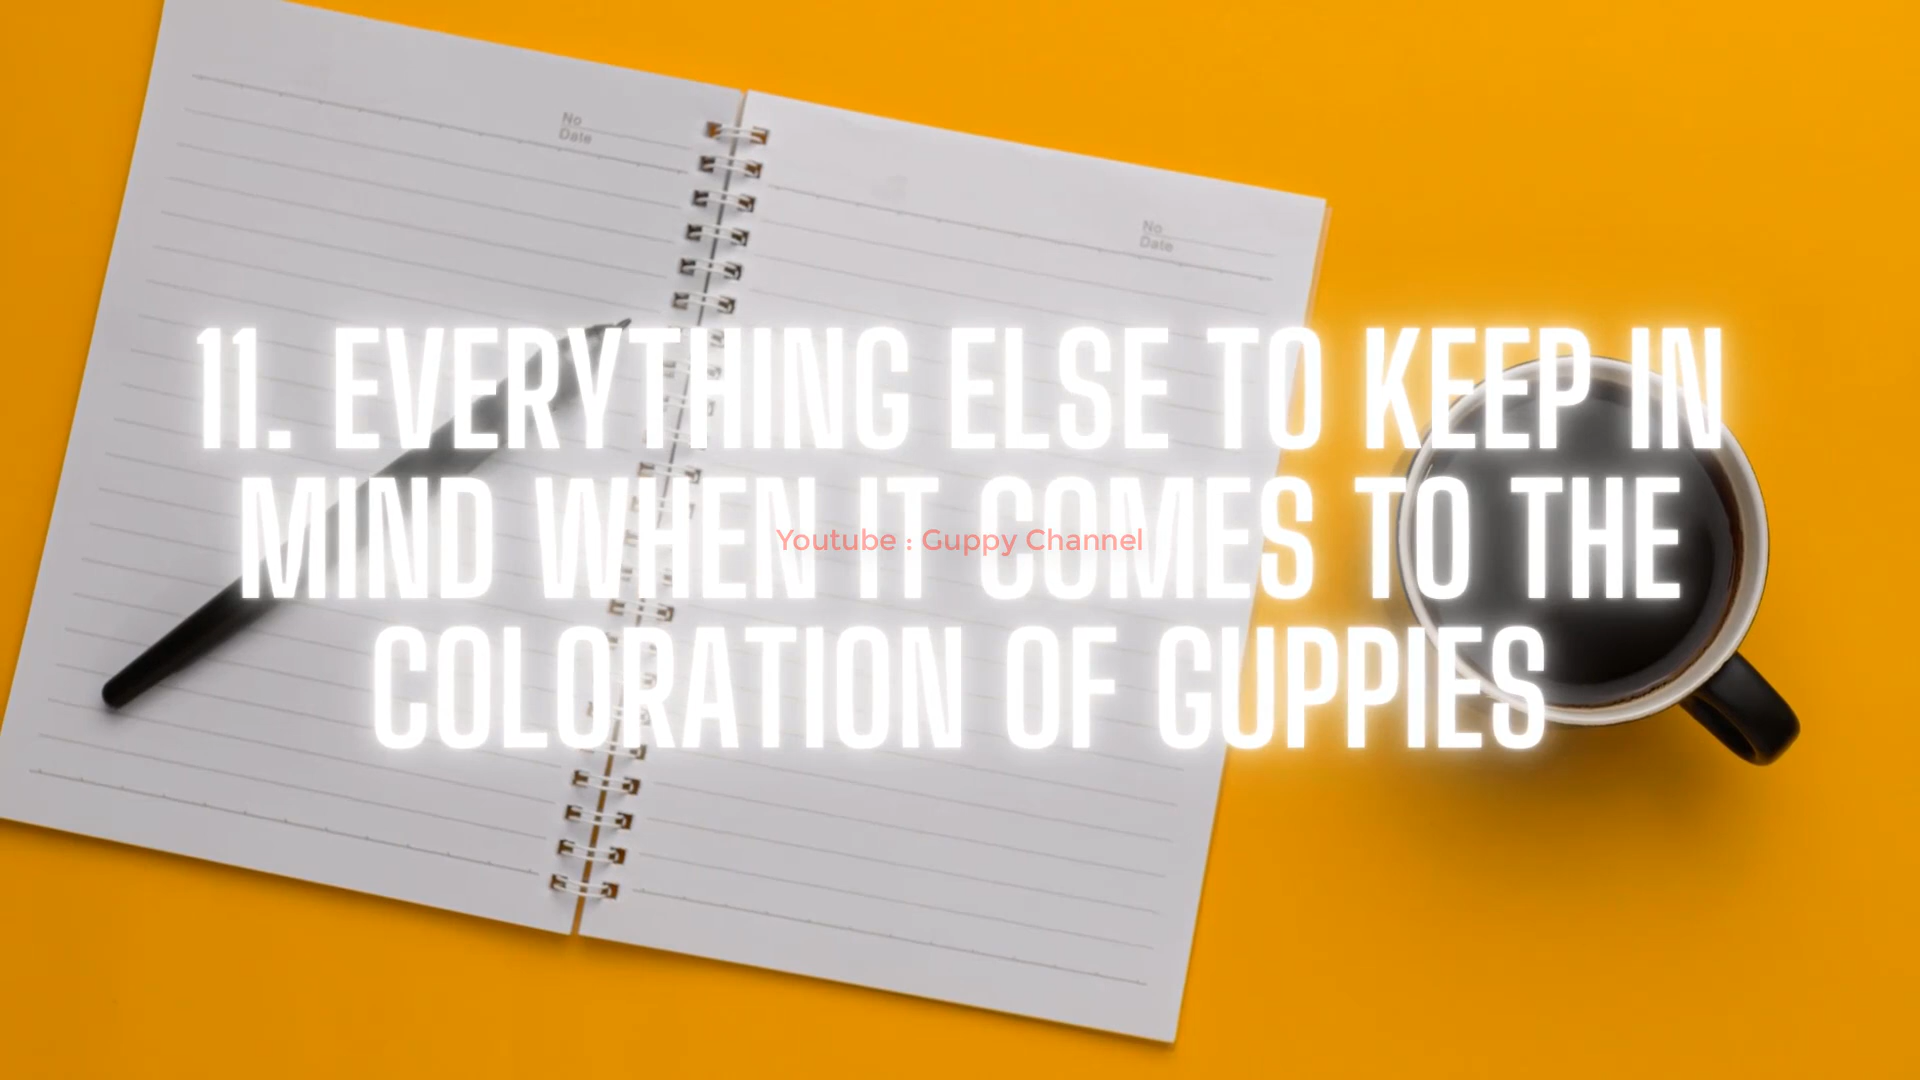 No
Date
No
Date
11. EVERYTHING ELSE TO KEEP IN
MIND WHEN IT COMES TO THE
Youtube : Guppy Channel
COLORATION OF GUPPIES